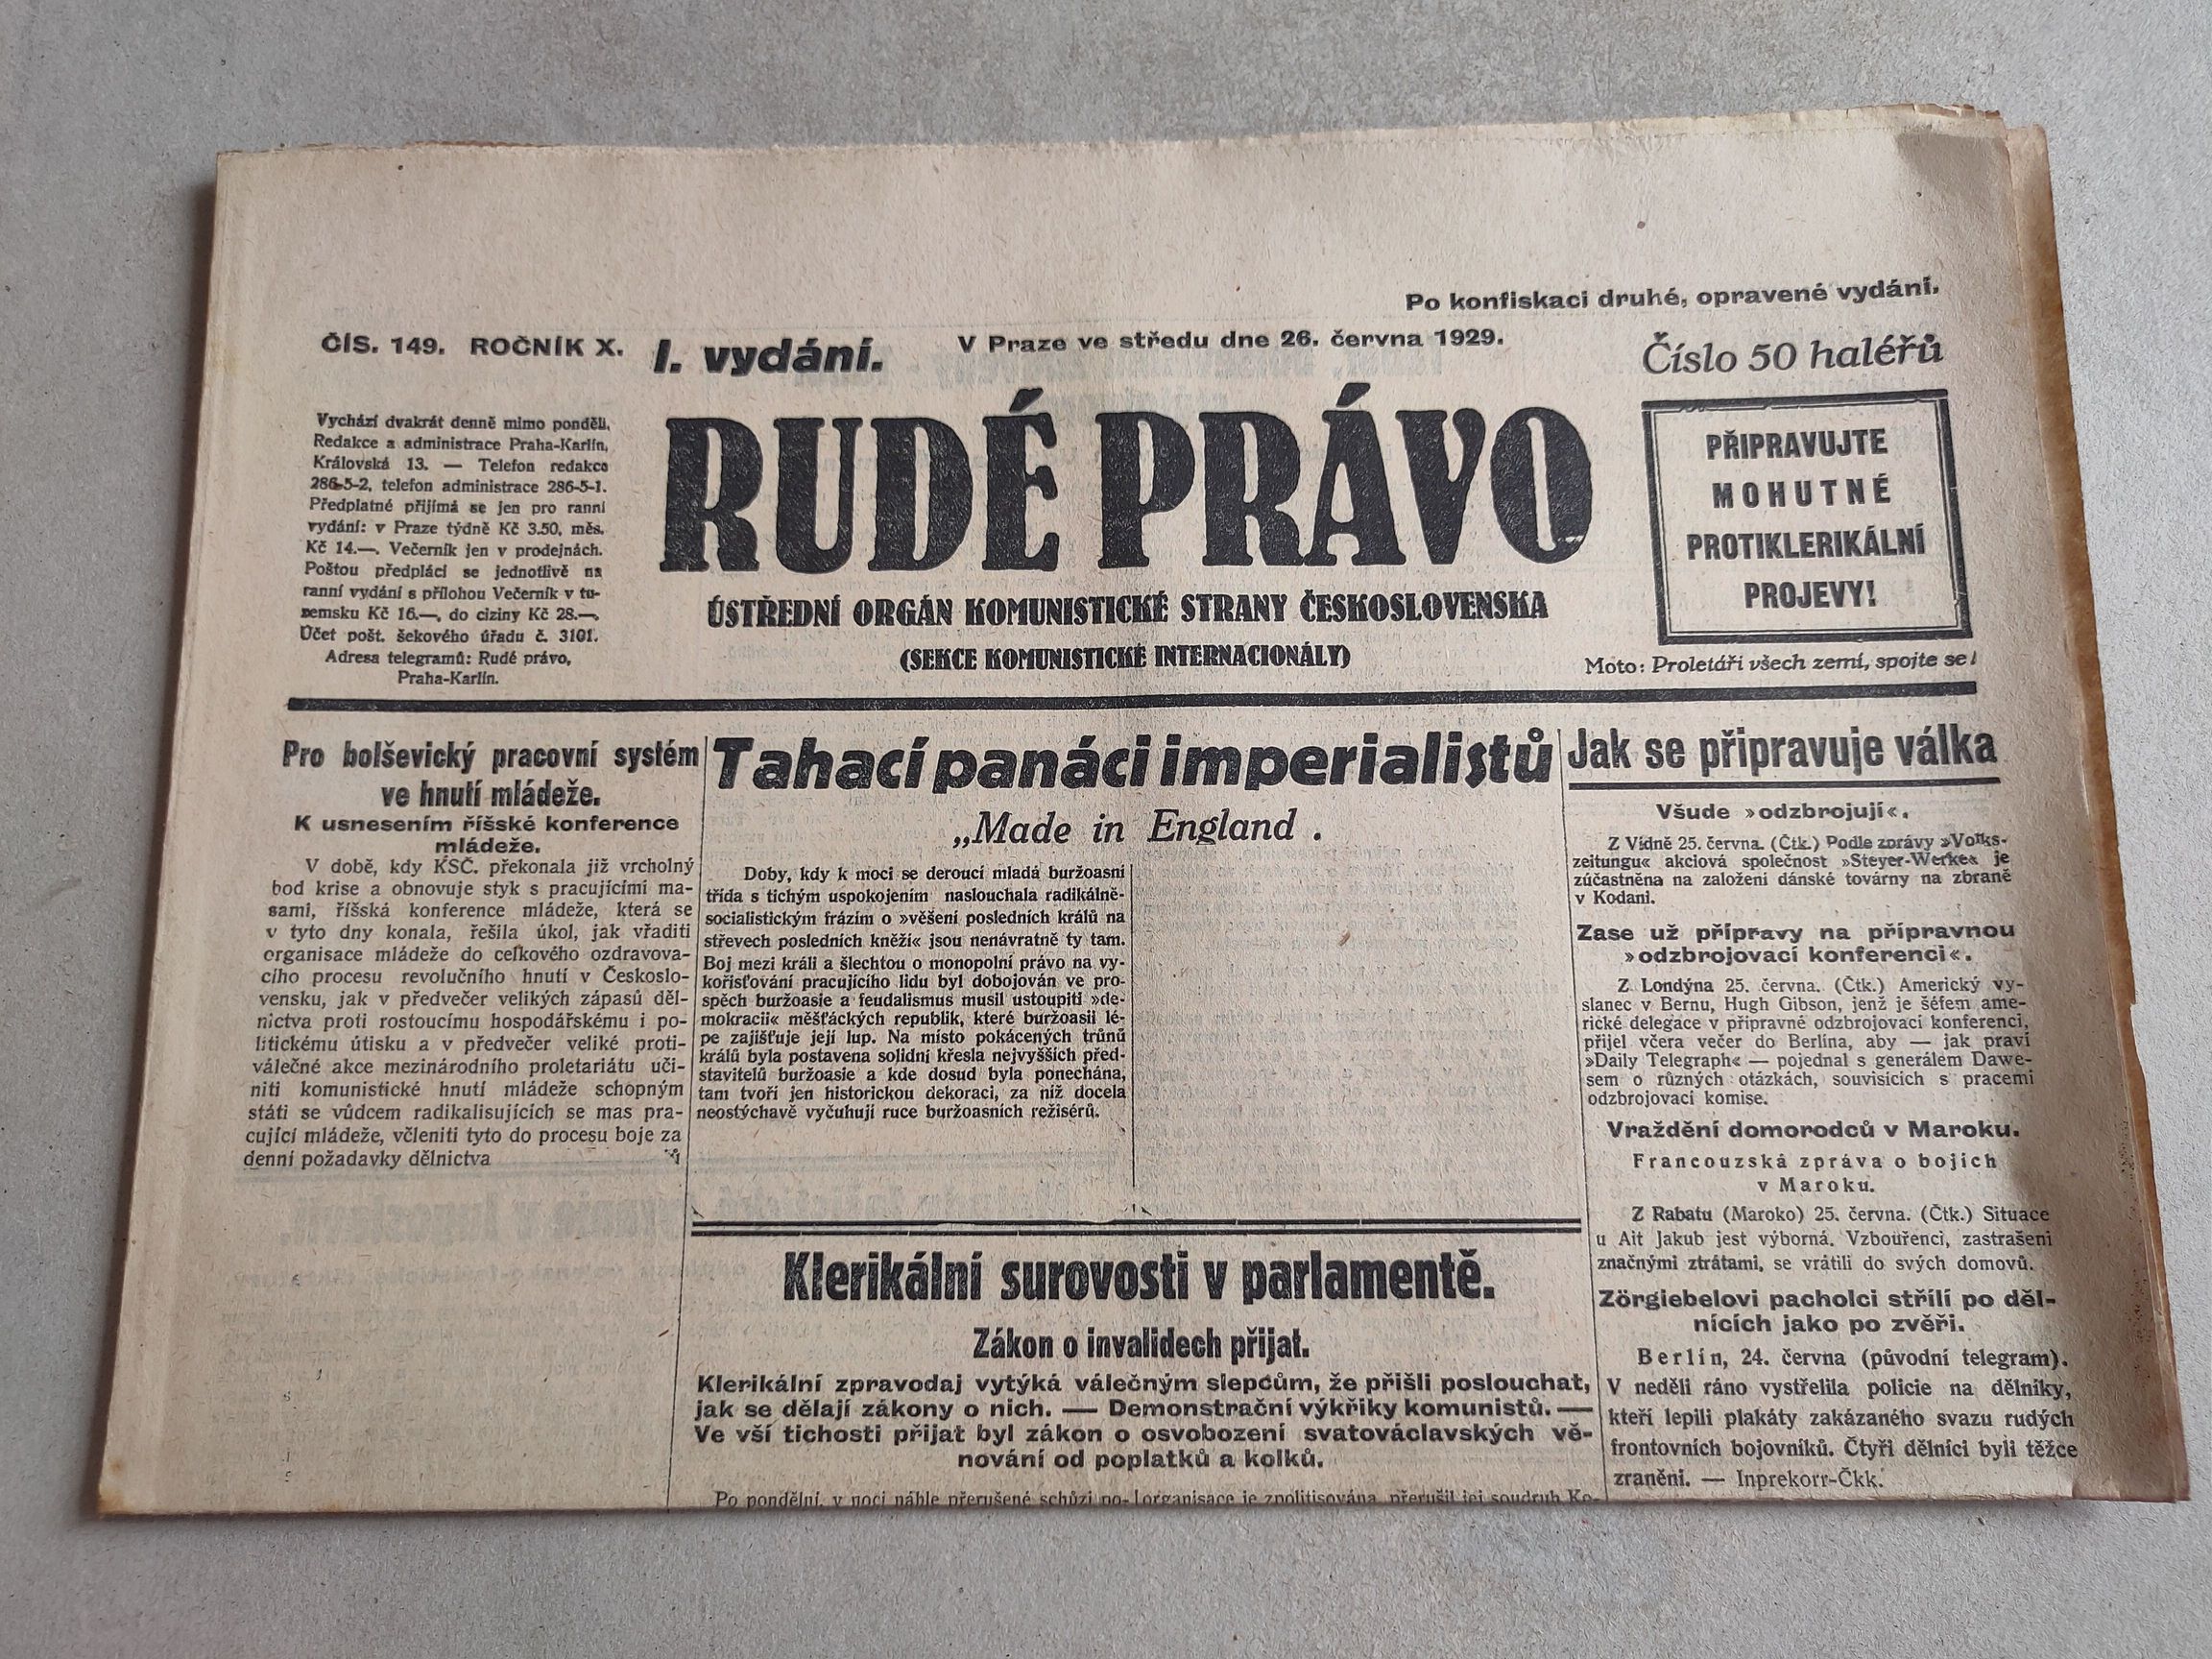 Po konfiskaci druhé, opravené vydání.
ČÍS. 149. ROČNÍK X. I. vydání. V Praze ve středu dne 26. června 1929. Číslo 50 haléřů
Vychází dvakrát denně mimo pondělí.
Redakce a administrace Praha-Karlín,
Královská 13. — Telefon redakce
286-5-2, telefon administrace 286-5-1.
Předplatné přijímá se jen pro ranní
vydání: v Praze týdně Kč 3.50, měs.
Kč 14.—. Večerník jen v prodejnách.
Poštou předplácí se jednotlivě na
ranní vydání s přílohou Večerník v tu-
zemsku Kč 16.—, do ciziny Kč 28.—.
Účet pošt. šekového úřadu č. 3101.
Adresa telegramů: Rudé právo,
Praha-Karlín.
RUDÉ PRÁVO
ÚSTŘEDNÍ ORGÁN KOMUNISTICKÉ STRANY ČESKOSLOVENSKA
(SEKCE KOMUNISTICKÉ INTERNACIONÁLY)
PŘIPRAVUJTE
MOHUTNÉ
PROTIKLERIKÁLNÍ
PROJEVY!
Moto: Proletáři všech zemí, spojte se!
Pro bolševický pracovní systém
ve hnutí mládeže.
K usnesením říšské konference
mládeže.
V době, kdy KSČ. překonala již vrcholný
bod krise a obnovuje styk s pracujícími ma-
sami, říšská konference mládeže, která se
v tyto dny konala, řešila úkol, jak vřaditi
organisace mládeže do celkového ozdravova-
cího procesu revolučního hnutí v Českoslo-
vensku, jak v předvečer velikých zápasů děl-
nictva proti rostoucímu hospodářskému i po-
litickému útisku a v předvečer veliké proti-
válečné akce mezinárodního proletariátu uči-
niti komunistické hnutí mládeže schopným
státi se vůdcem radikalisujících se mas pra-
cující mládeže, včleniti tyto do procesu boje za
denní požadavky dělnictva
Tahací panáci imperialistů
„Made in England .
Doby, kdy k moci se deroucí mladá buržoasní
třída s tichým uspokojením naslouchala radikálně-
socialistickým frázím o »věšení posledních králů na
střevech posledních kněží« jsou nenávratně ty tam.
Boj mezi králi a šlechtou o monopolní právo na vy-
kořisťování pracujícího lidu byl dobojován ve pro-
spěch buržoasie a feudalismus musil ustoupiti »de-
mokracii« měšťáckých republik, které buržoasii lé-
pe zajišťuje její lup. Na místo pokácených trůnů
králů byla postavena solidní křesla nejvyšších před-
stavitelů buržoasie a kde dosud byla ponechána,
tam tvoří jen historickou dekoraci, za níž docela
neostýchavě vyčuhují ruce buržoasních režisérů.
Klerikální surovosti v parlamentě.
Zákon o invalidech přijat.
Klerikální zpravodaj vytýká válečným slepcům, že přišli poslouchat,
jak se dělají zákony o nich. — Demonstrační výkřiky komunistů. —
Ve vší tichosti přijat byl zákon o osvobození svatováclavských vě-
nování od poplatků a kolků.
Po pondělní, v noci náhle přerušené schůzi po-
organisace je zpolitisována, přerušil jej soudruh Ko-
Jak se připravuje válka
Všude »odzbrojují«.
Z Vídně 25. června. (Čtk.) Podle zprávy »Volks-
zeitungu« akciová společnost »Steyer-Werke« je
zúčastněna na založení dánské továrny na zbraně
v Kodani.
Zase už přípravy na přípravnou
»odzbrojovací konferenci«.
Z Londýna 25. června. (Čtk.) Americký vy-
slanec v Bernu, Hugh Gibson, jenž je šéfem ame-
rické delegace v přípravné odzbrojovací konferenci,
přijel včera večer do Berlína, aby — jak praví
»Daily Telegraph« — pojednal s generálem Dawe-
sem o různých otázkách, souvisících s pracemi
odzbrojovací komise.
Vraždění domorodců v Maroku.
Francouzská zpráva o bojích
v Maroku.
Z Rabatu (Maroko) 25. června. (Čtk.) Situace
u Ait Jakub jest výborná. Vzbouřenci, zastrašeni
značnými ztrátami, se vrátili do svých domovů.
Zörgiebelovi pacholci střílí po děl-
nících jako po zvěři.
Berlín, 24. června (původní telegram).
V neděli ráno vystřelila policie na dělníky,
kteří lepili plakáty zakázaného svazu rudých
frontovních bojovníků. Čtyři dělníci byli těžce
zraněni. — Inprekorr-Čkk.